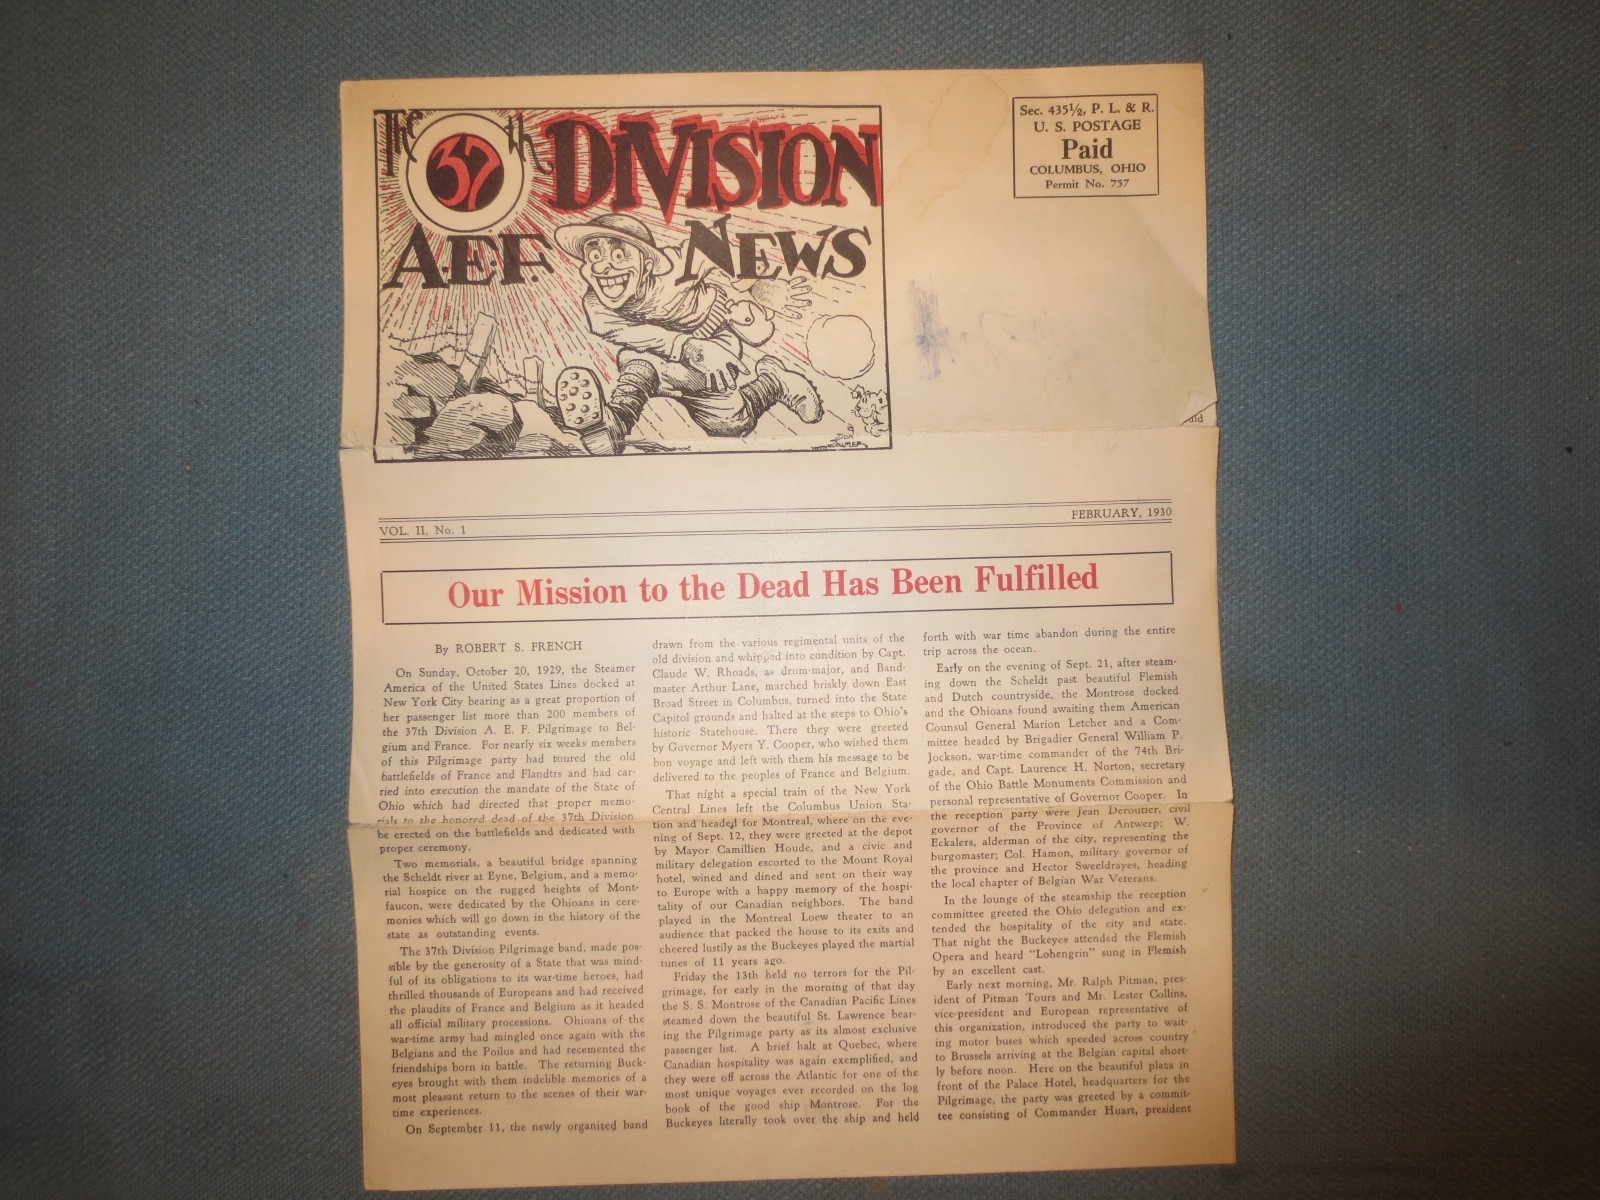 The 37th DIVISION
A.E.F. NEWS
Sec. 435½, P. L. & R.
U. S. POSTAGE
Paid
COLUMBUS, OHIO
Permit No. 757
VOL. II, No. 1
FEBRUARY, 1930
Our Mission to the Dead Has Been Fulfilled
By ROBERT S. FRENCH
On Sunday, October 20, 1929, the Steamer
America of the United States Lines docked at
New York City bearing as a great proportion of
her passenger list more than 200 members of
the 37th Division A. E. F. Pilgrimage to Bel-
gium and France. For nearly six weeks members
of this Pilgrimage party had toured the old
battlefields of France and Flandtrs and had car-
ried into execution the mandate of the State of
Ohio which had directed that proper memo-
rials to the honored dead of the 37th Division
be erected on the battlefields and dedicated with
proper ceremony.
Two memorials, a beautiful bridge spanning
the Scheldt river at Eyne, Belgium, and a memo-
rial hospice on the rugged heights of Mont-
faucon, were dedicated by the Ohioans in cere-
monies which will go down in the history of the
state as outstanding events.
The 37th Division Pilgrimage band, made pos-
sible by the generosity of a State that was mind-
ful of its obligations to its war-time heroes, had
thrilled thousands of Europeans and had received
the plaudits of France and Belgium as it headed
all official military processions. Ohioans of the
war-time army had mingled once again with the
Belgians and the Poilus and had recemented the
friendships born in battle. The returning Buck-
eyes brought with them indelible memories of a
most pleasant return to the scenes of their war-
time experiences.
On September 11, the newly organized band
drawn from the various regimental units of the
old division and whipped into condition by Capt.
Claude W. Rhoads, as drum-major, and Band-
master Arthur Lane, marched briskly down East
Broad Street in Columbus, turned into the State
Capitol grounds and halted at the steps to Ohio's
historic Statehouse. There they were greeted
by Governor Myers Y. Cooper, who wished them
bon voyage and left with them his message to be
delivered to the peoples of France and Belgium.
That night a special train of the New York
Central Lines left the Columbus Union Sta-
tion and headed for Montreal, where on the eve-
ning of Sept. 12, they were greeted at the depot
by Mayor Camillien Houde, and a civic and
military delegation escorted to the Mount Royal
hotel, wined and dined and sent on their way
to Europe with a happy memory of the hospi-
tality of our Canadian neighbors. The band
played in the Montreal Loew theater to an
audience that packed the house to its exits and
cheered lustily as the Buckeyes played the martial
tunes of 11 years ago.
Friday the 13th held no terrors for the Pil-
grimage, for early in the morning of that day
the S. S. Montrose of the Canadian Pacific Lines
steamed down the beautiful St. Lawrence bear-
ing the Pilgrimage party as its almost exclusive
passenger list. A brief halt at Quebec, where
Canadian hospitality was again exemplified, and
they were off across the Atlantic for one of the
most unique voyages ever recorded on the log
book of the good ship Montrose. For the
Buckeyes literally took over the ship and held
forth with war time abandon during the entire
trip across the ocean.
Early on the evening of Sept. 21, after steam-
ing down the Scheldt past beautiful Flemish
and Dutch countryside, the Montrose docked
and the Ohioans found awaiting them American
Counsul General Marion Letcher and a Com-
mittee headed by Brigadier General William P.
Jockson, war-time commander of the 74th Bri-
gade, and Capt. Laurence H. Norton, secretary
of the Ohio Battle Monuments Commission and
personal representative of Governor Cooper. In
the reception party were Jean Deroutier, civil
governor of the Province of Antwerp; W.
Eckalers, alderman of the city, representing the
burgomaster; Col. Hamon, military governor of
the province and Hector Sweeldrayes, heading
the local chapter of Belgian War Veterans.
In the lounge of the steamship the reception
committee greeted the Ohio delegation and ex-
tended the hospitality of the city and state.
That night the Buckeyes attended the Flemish
Opera and heard "Lohengrin" sung in Flemish
by an excellent cast.
Early next morning, Mr. Ralph Pitman, pres-
ident of Pitman Tours and Mr. Lester Collins,
vice-president and European representative of
this organization, introduced the party to wait-
ing motor buses which speeded across country
to Brussels arriving at the Belgian capital short-
ly before noon. Here on the beautiful plaza in
front of the Palace Hotel, headquarters for the
Pilgrimage, the party was greeted by a commit-
tee consisting of Commander Huart, president